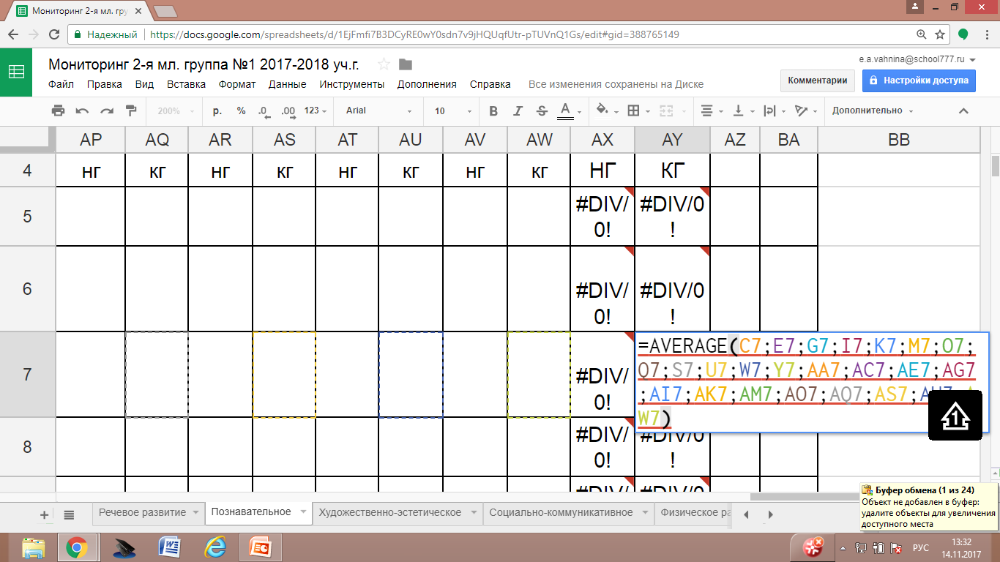 Мониторинг 2-я мл. гру
Надежный
https://docs.google.com/spreadsheets/d/1EjFmfi7B3DCyRE0wY0sdn7v9jHQUqfUtr-pTUVnQ1Gs/edit#gid=388765149
Мониторинг 2-я мл. группа №1 2017-2018 уч.г.
e.a.vahnina@school777.ru
Файл Правка Вид Вставка Формат Данные Инструменты Дополнения Справка Все изменения сохранены на Диске
Комментарии
Настройки доступа
200% р. % .0 .00 123 Arial 10 B I S A Дополнительно
AP AQ AR AS AT AU AV AW AX AY AZ BA BB
4 нг кг нг кг нг кг нг кг НГ КГ
5 #DIV/ #DIV/0
0! !
6 #DIV/ #DIV/0
0! !
7 #DIV/
0!
=AVERAGE(C7;E7;G7;I7;K7;M7;O7;
Q7;S7;U7;W7;Y7;AA7;AC7;AE7;AG7
;AI7;AK7;AM7;AO7;AQ7;AS7;
W7)
1
8 #DIV/ #DIV/0
0! !
#DIV/ #DIV/0
Речевое развитие Познавательное Художественно-эстетическое Социально-коммуникативное Физическое ра
Буфер обмена (1 из 24)
Объект не добавлен в буфер:
удалите объекты для увеличения
доступного места
РУС
13:32
14.11.2017